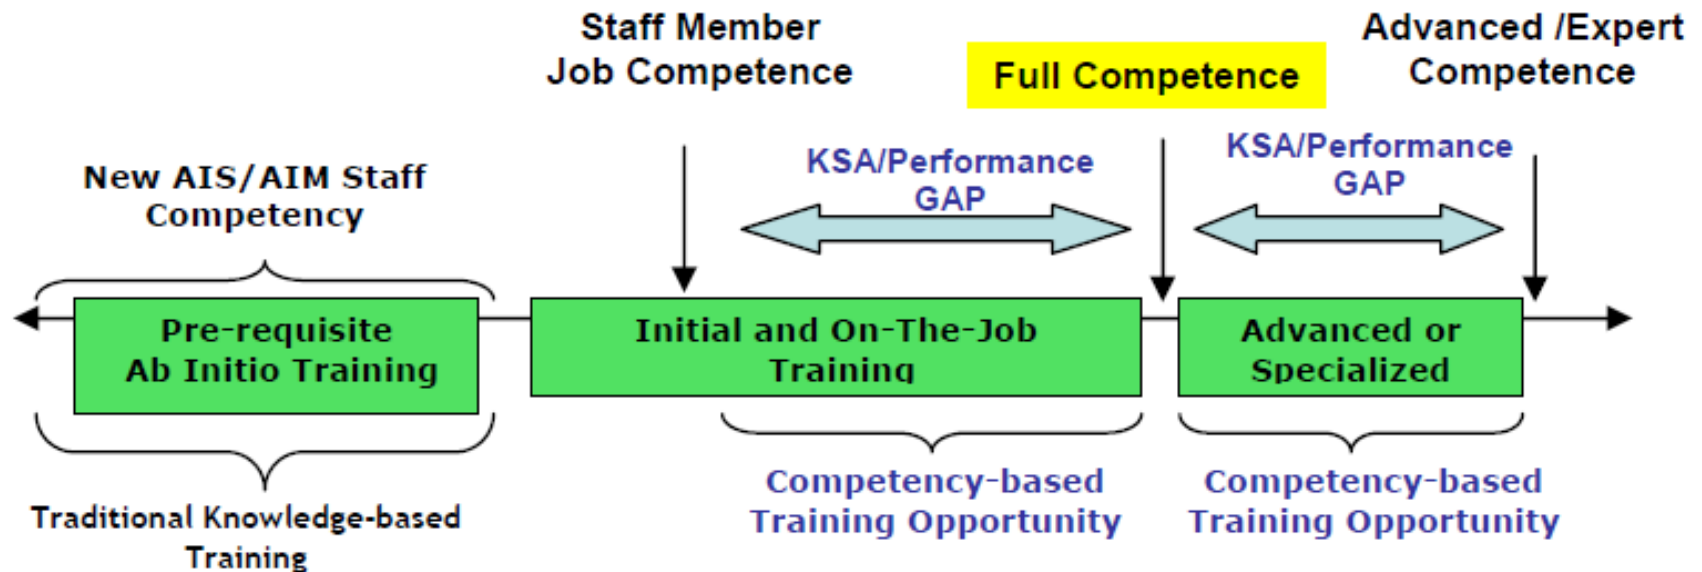 Staff Member
Job Competence
Full Competence
Advanced /Expert
Competence
New AIS/AIM Staff
Competency
KSA/Performance
GAP
KSA/Performance
GAP
Pre-requisite
Ab Initio Training
Initial and On-The-Job
Training
Advanced or
Specialized
Traditional Knowledge-based
Training
Competency-based
Training Opportunity
Competency-based
Training Opportunity